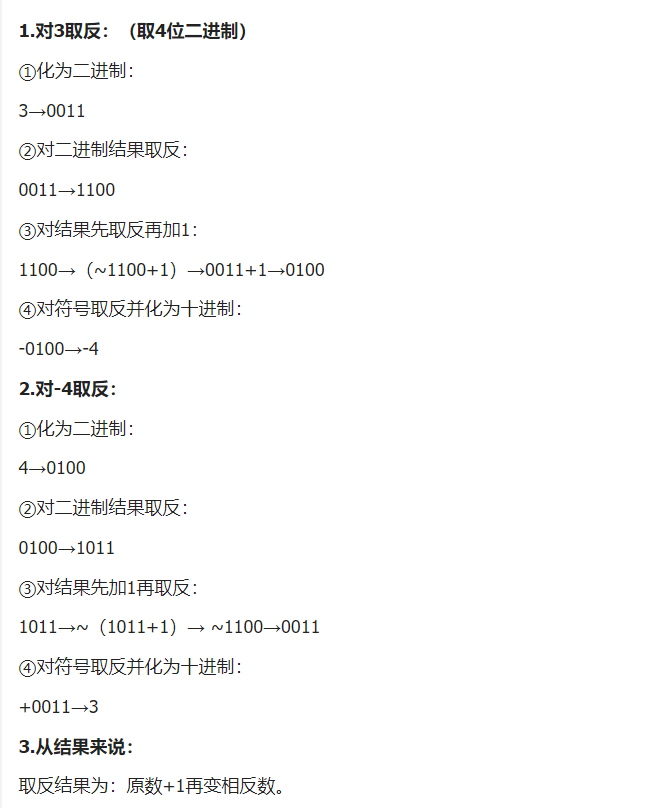 1.对3取反：（取4位二进制）
①化为二进制：
3→0011
②对二进制结果取反：
0011→1100
③对结果先取反再加1：
1100→（~1100+1）→0011+1→0100
④对符号取反并化为十进制：
-0100→-4
2.对-4取反：
①化为二进制：
4→0100
②对二进制结果取反：
0100→1011
③对结果先加1再取反：
1011→~（1011+1）→ ~1100→0011
④对符号取反并化为十进制：
+0011→3
3.从结果来说：
取反结果为：原数+1再变相反数。